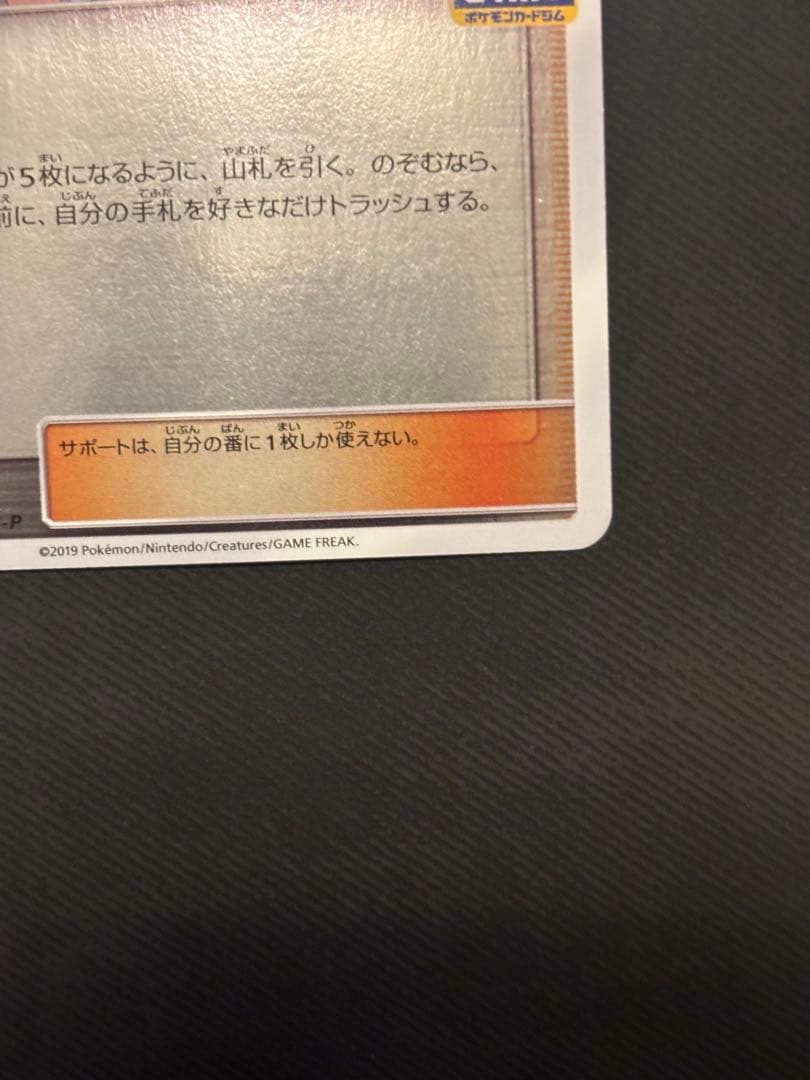 ポケモンカードジム
が5枚になるように、山札を引く。のぞむなら、
前に、自分の手札を好きなだけトラッシュする。
サポートは、自分の番に1枚しか使えない。
-P
©2019 Pokémon/Nintendo/Creatures/GAME FREAK.